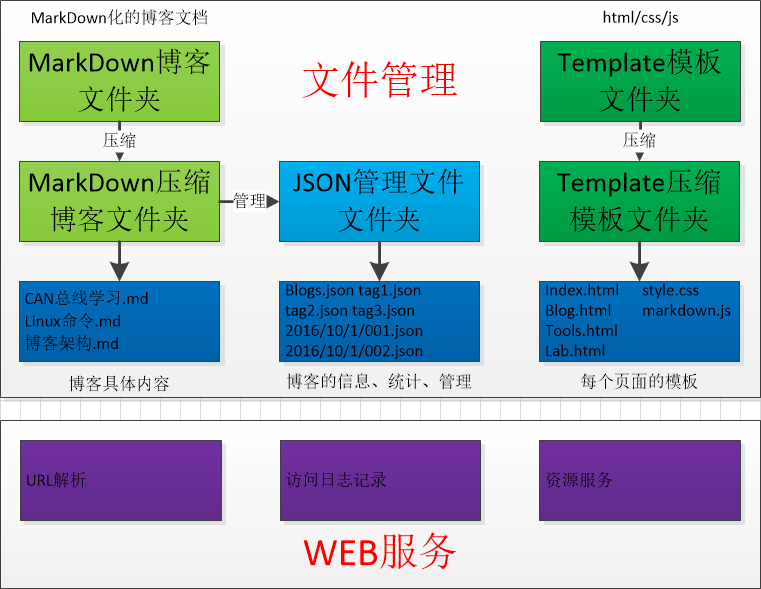 MarkDown化的博客文档
html/css/js
MarkDown博客
文件夹
文件管理
Template模板
文件夹
压缩
压缩
MarkDown压缩
博客文件夹
管理
JSON管理文件
文件夹
Template压缩
模板文件夹
CAN总线学习.md
Linux命令.md
博客架构.md
Blogs.json tag1.json
tag2.json tag3.json
2016/10/1/001.json
2016/10/1/002.json
Index.html style.css
Blog.html markdown.js
Tools.html
Lab.html
博客具体内容
博客的信息、统计、管理
每个页面的模板
URL解析
访问日志记录
资源服务
WEB服务